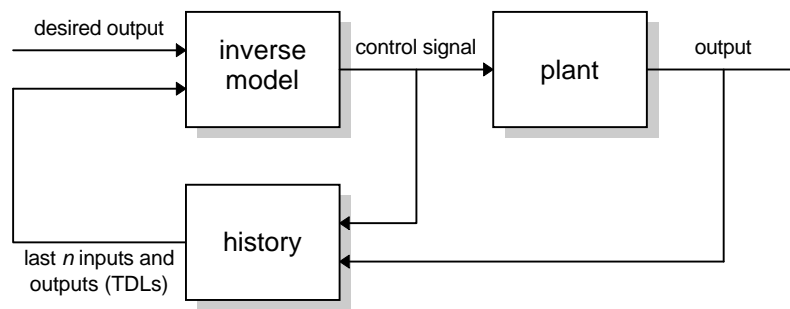 desired output
inverse
model
control signal
plant
output
history
last n inputs and
outputs (TDLs)